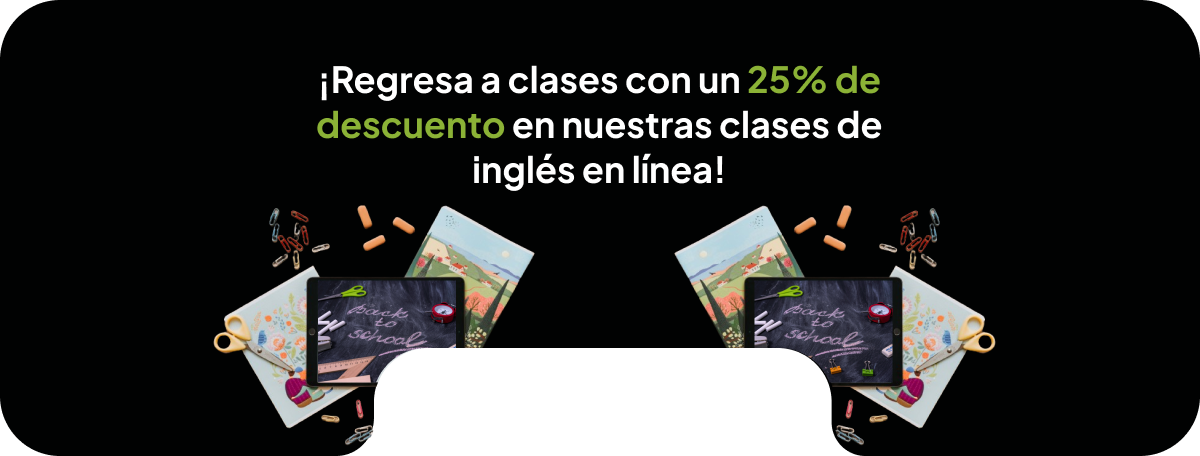 ¡Regresa a clases con un 25% de
descuento en nuestras clases de
inglés en línea!
back
to
school
back
to
school